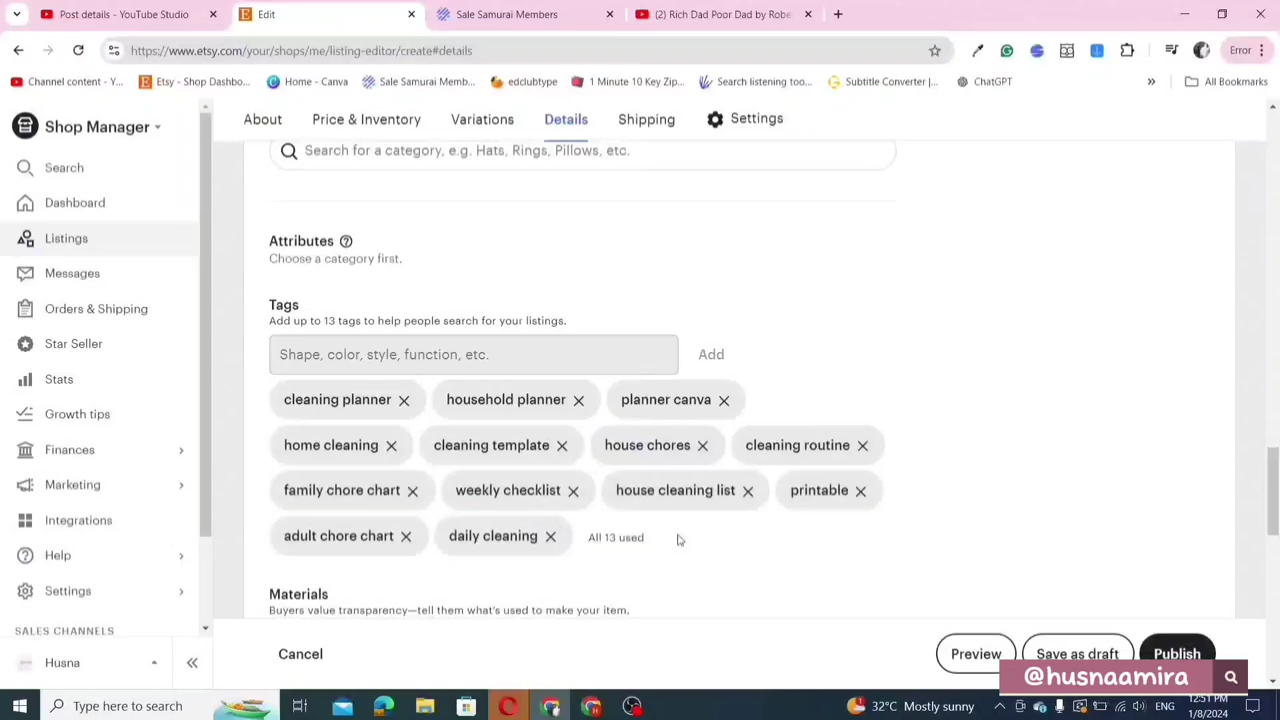 Post details - YouTube Studio
Edit
Sale Samurai Members
(2) Rich Dad Poor Dad by Robe
https://www.etsy.com/your/shops/me/listing-editor/create#details
Error
Channel content - Y...
Etsy - Shop Dashbo...
Home - Canva
Sale Samurai Memb...
edclubtype
1 Minute 10 Key Zip...
Search listening too...
Subtitle Converter |...
ChatGPT
All Bookmarks
Shop Manager
About
Price & Inventory
Variations
Details
Shipping
Settings
Search
Dashboard
Listings
Messages
Orders & Shipping
Star Seller
Stats
Growth tips
Finances
Marketing
Integrations
Help
Settings
SALES CHANNELS
Husna
Search for a category, e.g. Hats, Rings, Pillows, etc.
Attributes
Choose a category first.
Tags
Add up to 13 tags to help people search for your listings.
Shape, color, style, function, etc.
Add
cleaning planner
household planner
planner canva
home cleaning
cleaning template
house chores
cleaning routine
family chore chart
weekly checklist
house cleaning list
printable
adult chore chart
daily cleaning
All 13 used
Materials
Buyers value transparency—tell them what's used to make your item.
Cancel
Preview
Save as draft
Publish
@husnaamira
Type here to search
32°C Mostly sunny
ENG
12:51 PM
1/8/2024